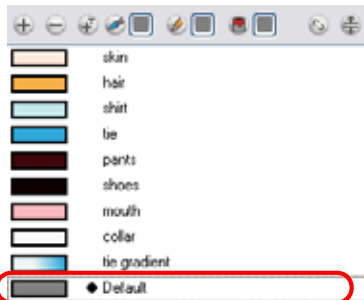 skin
hair
shirt
tie
pants
shoes
mouth
collar
tie gradient
Default